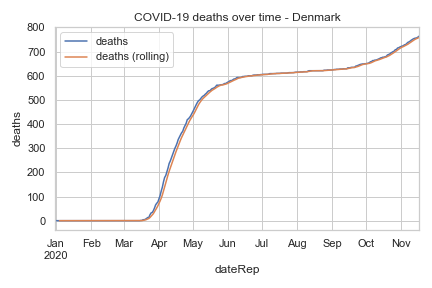 COVID-19 deaths over time - Denmark
deaths
deaths (rolling)
800
700
600
500
400
300
200
100
0
deaths
Jan Feb Mar Apr May Jun Jul Aug Sep Oct Nov
2020
dateRep